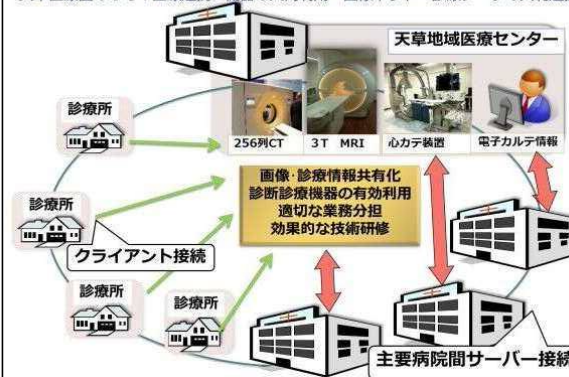 天草地域医療センター
256列CT
3T MRI
心カテ装置
電子カルテ情報
診療所
画像・診療情報共有化
診断診療機器の有効利用
適切な業務分担
効果的な技術研修
診療所
クライアント接続
診療所
診療所
主要病院間サーバー接続